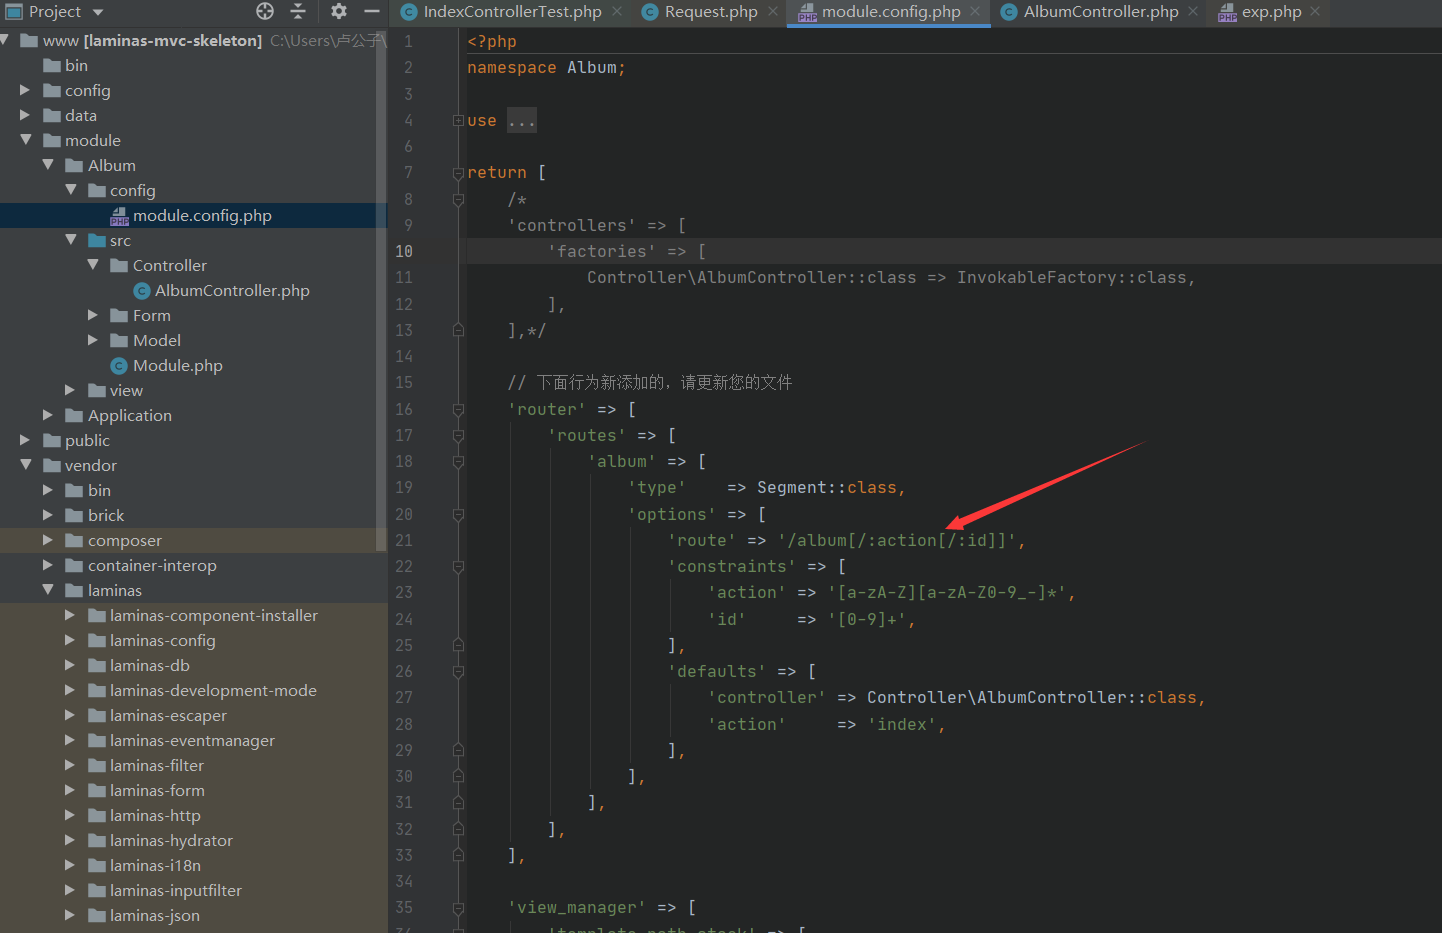 Project
IndexControllerTest.php
Request.php
module.config.php
AlbumController.php
exp.php
www [laminas-mvc-skeleton] C:\Users\卢公子\
bin
config
data
module
Album
config
module.config.php
src
Controller
AlbumController.php
Form
Model
Module.php
view
Application
public
vendor
bin
brick
composer
container-interop
laminas
laminas-component-installer
laminas-config
laminas-db
laminas-development-mode
laminas-escaper
laminas-eventmanager
laminas-filter
laminas-form
laminas-http
laminas-hydrator
laminas-i18n
laminas-inputfilter
laminas-json
1 <?php
2 namespace Album;
3
4 use ...
6
7 return [
8 /*
9 'controllers' => [
10 'factories' => [
11 Controller\AlbumController::class => InvokableFactory::class,
12 ],
13 ],*/
14
15 // 下面行为新添加的，请更新您的文件
16 'router' => [
17 'routes' => [
18 'album' => [
19 'type' => Segment::class,
20 'options' => [
21 'route' => '/album[/:action[/:id]]',
22 'constraints' => [
23 'action' => '[a-zA-Z][a-zA-Z0-9_-]*',
24 'id' => '[0-9]+',
25 ],
26 'defaults' => [
27 'controller' => Controller\AlbumController::class,
28 'action' => 'index',
29 ],
30 ],
31 ],
32 ],
33 ],
34
35 'view_manager' => [
36 'template_path_stack' => [